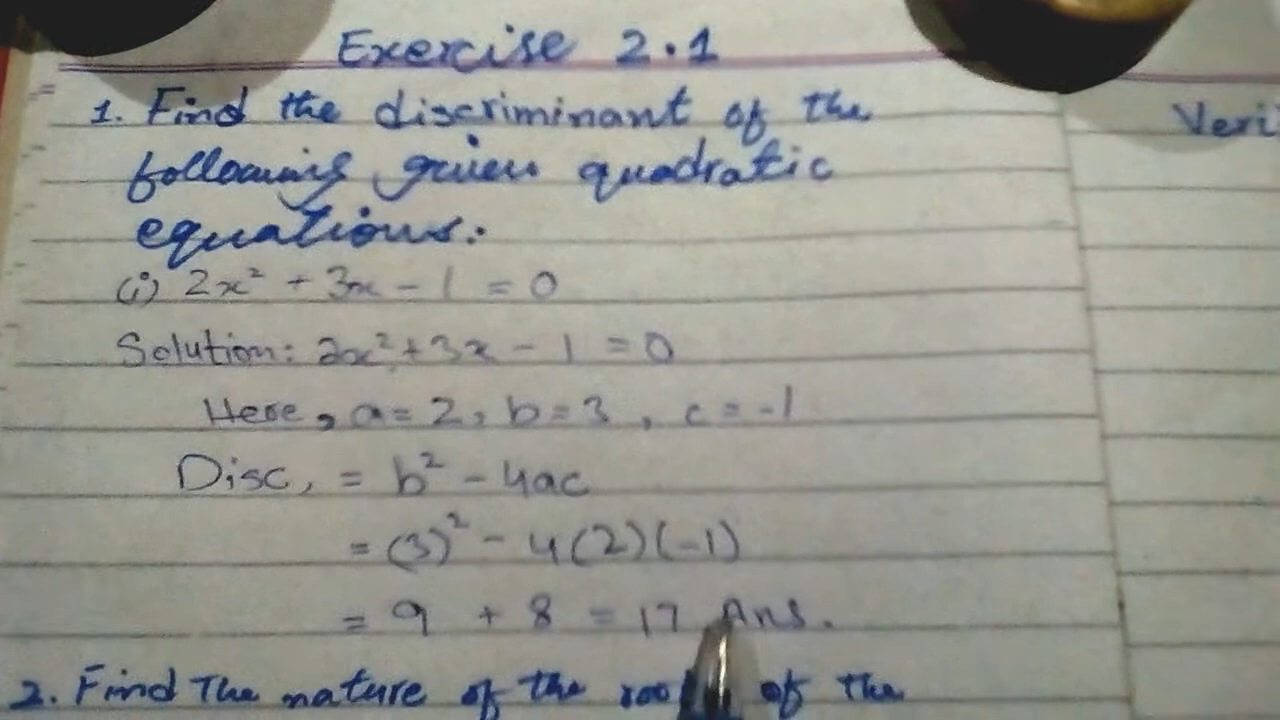 Exercise 2.1
1. Find the discriminant of the
following given quadratic
equations:
(i) 2x² + 3x - 1 = 0
Solution: 2x² + 3x - 1 = 0
Here, a = 2, b = 3, c = -1
Disc, = b² - 4ac
= (3)² - 4(2)(-1)
= 9 + 8 = 17 Ans.
2. Find The nature of the of the
Veri